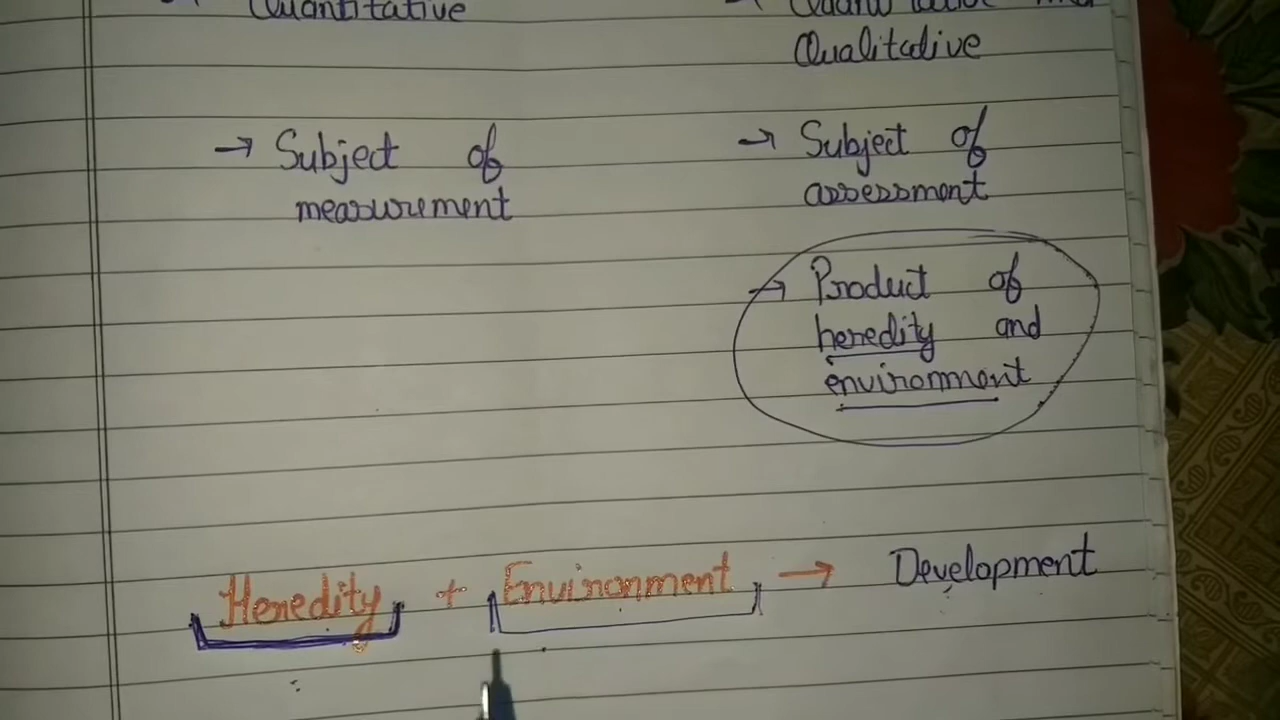 Quantitative
Qualitative
→ Subject of
measurement
→ Subject of
assessment
→ Product of
heredity and
environment
Heredity + Environment → Development